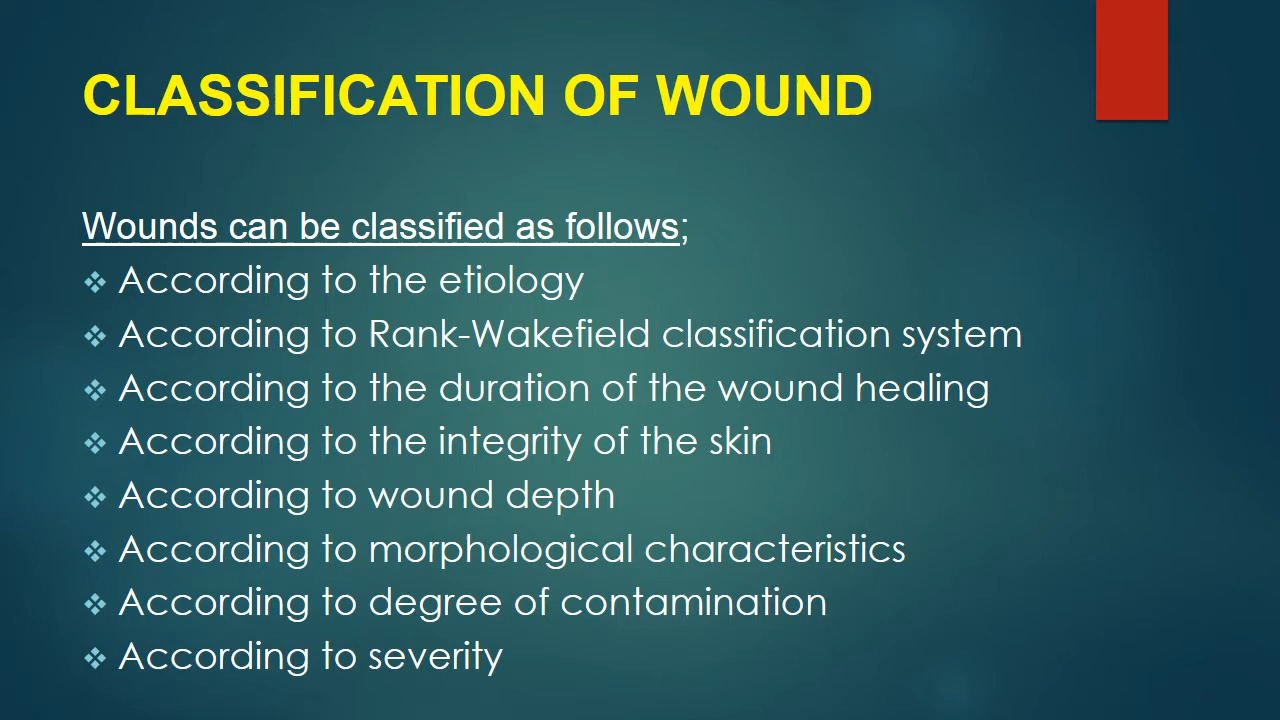 CLASSIFICATION OF WOUND
Wounds can be classified as follows;
❖ According to the etiology
❖ According to Rank-Wakefield classification system
❖ According to the duration of the wound healing
❖ According to the integrity of the skin
❖ According to wound depth
❖ According to morphological characteristics
❖ According to degree of contamination
❖ According to severity